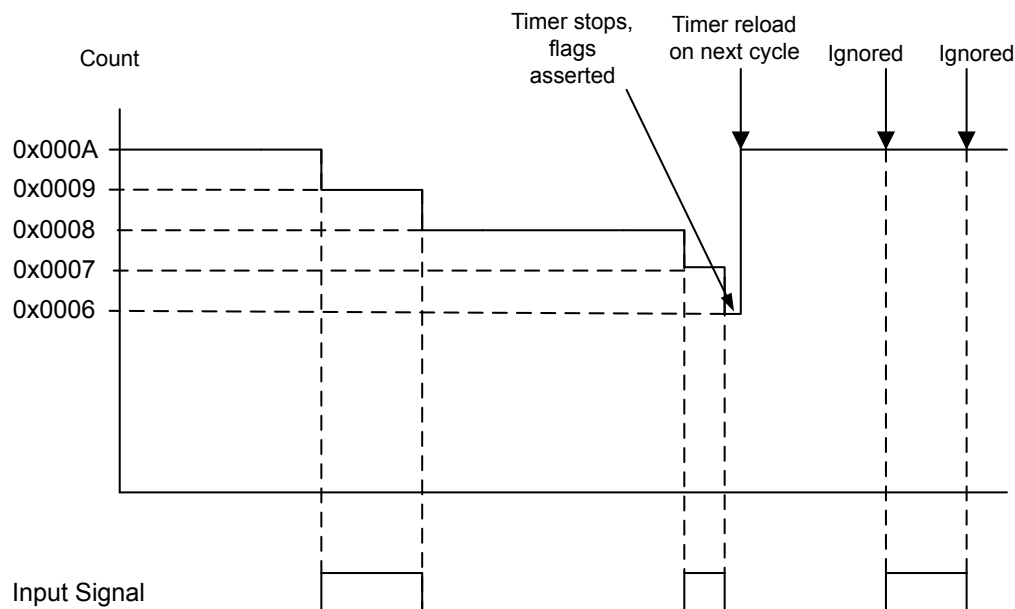 Timer stops,
flags
asserted
Timer reload
on next cycle
Ignored
Ignored
Count
0x000A
0x0009
0x0008
0x0007
0x0006
Input Signal